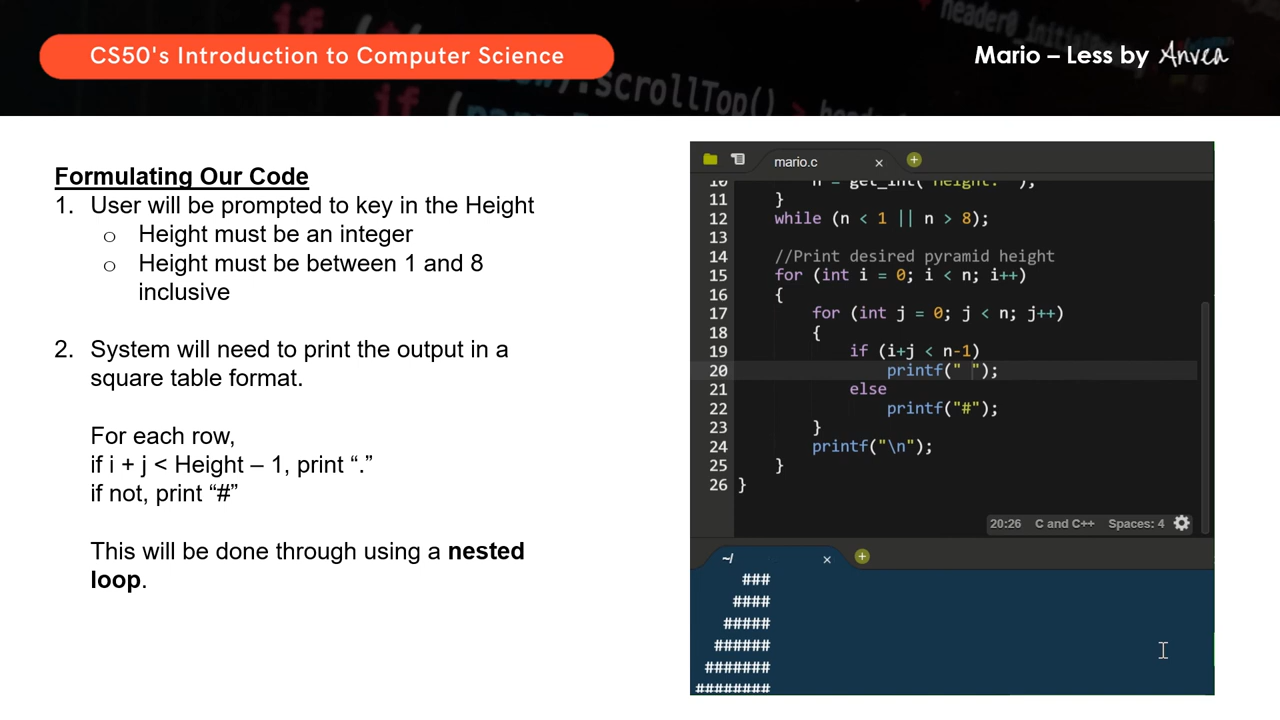 CS50's Introduction to Computer Science
Mario – Less by Anvea
Formulating Our Code
1. User will be prompted to key in the Height
o Height must be an integer
o Height must be between 1 and 8
inclusive
2. System will need to print the output in a
square table format.
For each row,
if i + j < Height – 1, print “.”
if not, print “#”
This will be done through using a nested
loop.
mario.c
10 n = get_int("Height: ");
11 }
12 while (n < 1 || n > 8);
13
14 //Print desired pyramid height
15 for (int i = 0; i < n; i++)
16 {
17 for (int j = 0; j < n; j++)
18 {
19 if (i+j < n-1)
20 printf(" ");
21 else
22 printf("#");
23 }
24 printf("\n");
25 }
26 }
20:26 C and C++ Spaces: 4
~/
###
####
#####
######
#######
########